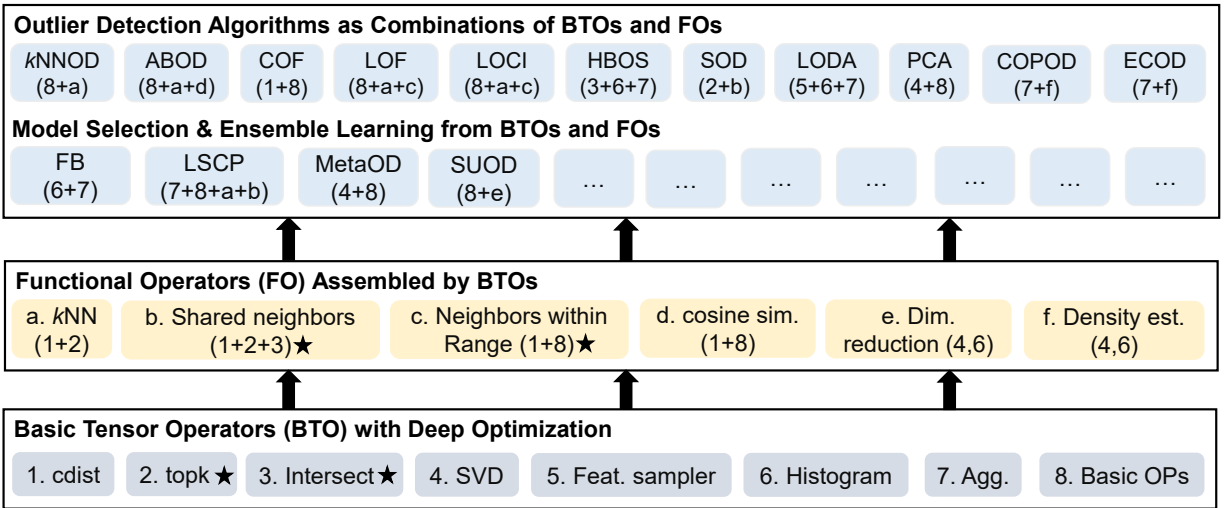 Outlier Detection Algorithms as Combinations of BTOs and FOs
kNNOD ABOD COF LOF LOCI HBOS SOD LODA PCA COPOD ECOD
(8+a) (8+a+d) (1+8) (8+a+c) (8+a+c) (3+6+7) (2+b) (5+6+7) (4+8) (7+f) (7+f)
Model Selection & Ensemble Learning from BTOs and FOs
FB LSCP MetaOD SUOD … … … … … … …
(6+7) (7+8+a+b) (4+8) (8+e)
Functional Operators (FO) Assembled by BTOs
a. kNN b. Shared neighbors c. Neighbors within d. cosine sim. e. Dim. f. Density est.
(1+2) (1+2+3)★ Range (1+8)★ (1+8) reduction (4,6) (4,6)
Basic Tensor Operators (BTO) with Deep Optimization
1. cdist 2. topk★ 3. Intersect★ 4. SVD 5. Feat. sampler 6. Histogram 7. Agg. 8. Basic OPs